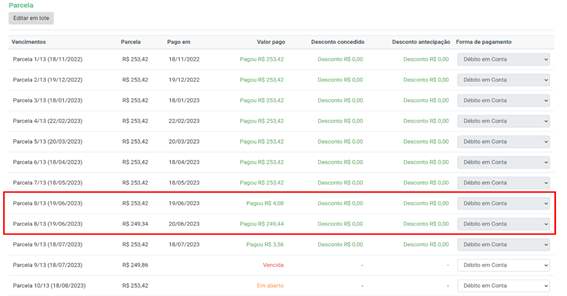 Parcela
Editar em lote
Vencimentos Parcela Pago em Valor pago Desconto concedido Desconto antecipação Forma de pagamento
Parcela 1/13 (18/11/2022) R$ 253,42 18/11/2022 Pagou R$ 253,42 Desconto R$ 0,00 Desconto R$ 0,00 Débito em Conta
Parcela 2/13 (19/12/2022) R$ 253,42 19/12/2022 Pagou R$ 253,42 Desconto R$ 0,00 Desconto R$ 0,00 Débito em Conta
Parcela 3/13 (18/01/2023) R$ 253,42 18/01/2023 Pagou R$ 253,42 Desconto R$ 0,00 Desconto R$ 0,00 Débito em Conta
Parcela 4/13 (22/02/2023) R$ 253,42 22/02/2023 Pagou R$ 253,42 Desconto R$ 0,00 Desconto R$ 0,00 Débito em Conta
Parcela 5/13 (20/03/2023) R$ 253,42 20/03/2023 Pagou R$ 253,42 Desconto R$ 0,00 Desconto R$ 0,00 Débito em Conta
Parcela 6/13 (18/04/2023) R$ 253,42 18/04/2023 Pagou R$ 253,42 Desconto R$ 0,00 Desconto R$ 0,00 Débito em Conta
Parcela 7/13 (18/05/2023) R$ 253,42 18/05/2023 Pagou R$ 253,42 Desconto R$ 0,00 Desconto R$ 0,00 Débito em Conta
Parcela 8/13 (19/06/2023) R$ 253,42 19/06/2023 Pagou R$ 4,08 Desconto R$ 0,00 Desconto R$ 0,00 Débito em Conta
Parcela 8/13 (19/06/2023) R$ 249,34 20/06/2023 Pagou R$ 249,44 Desconto R$ 0,00 Desconto R$ 0,00 Débito em Conta
Parcela 9/13 (18/07/2023) R$ 253,42 18/07/2023 Pagou R$ 3,56 Desconto R$ 0,00 Desconto R$ 0,00 Débito em Conta
Parcela 9/13 (18/07/2023) R$ 249,86 Vencida - - Débito em Conta
Parcela 10/13 (18/08/2023) R$ 253,42 Em aberto - - Débito em Conta